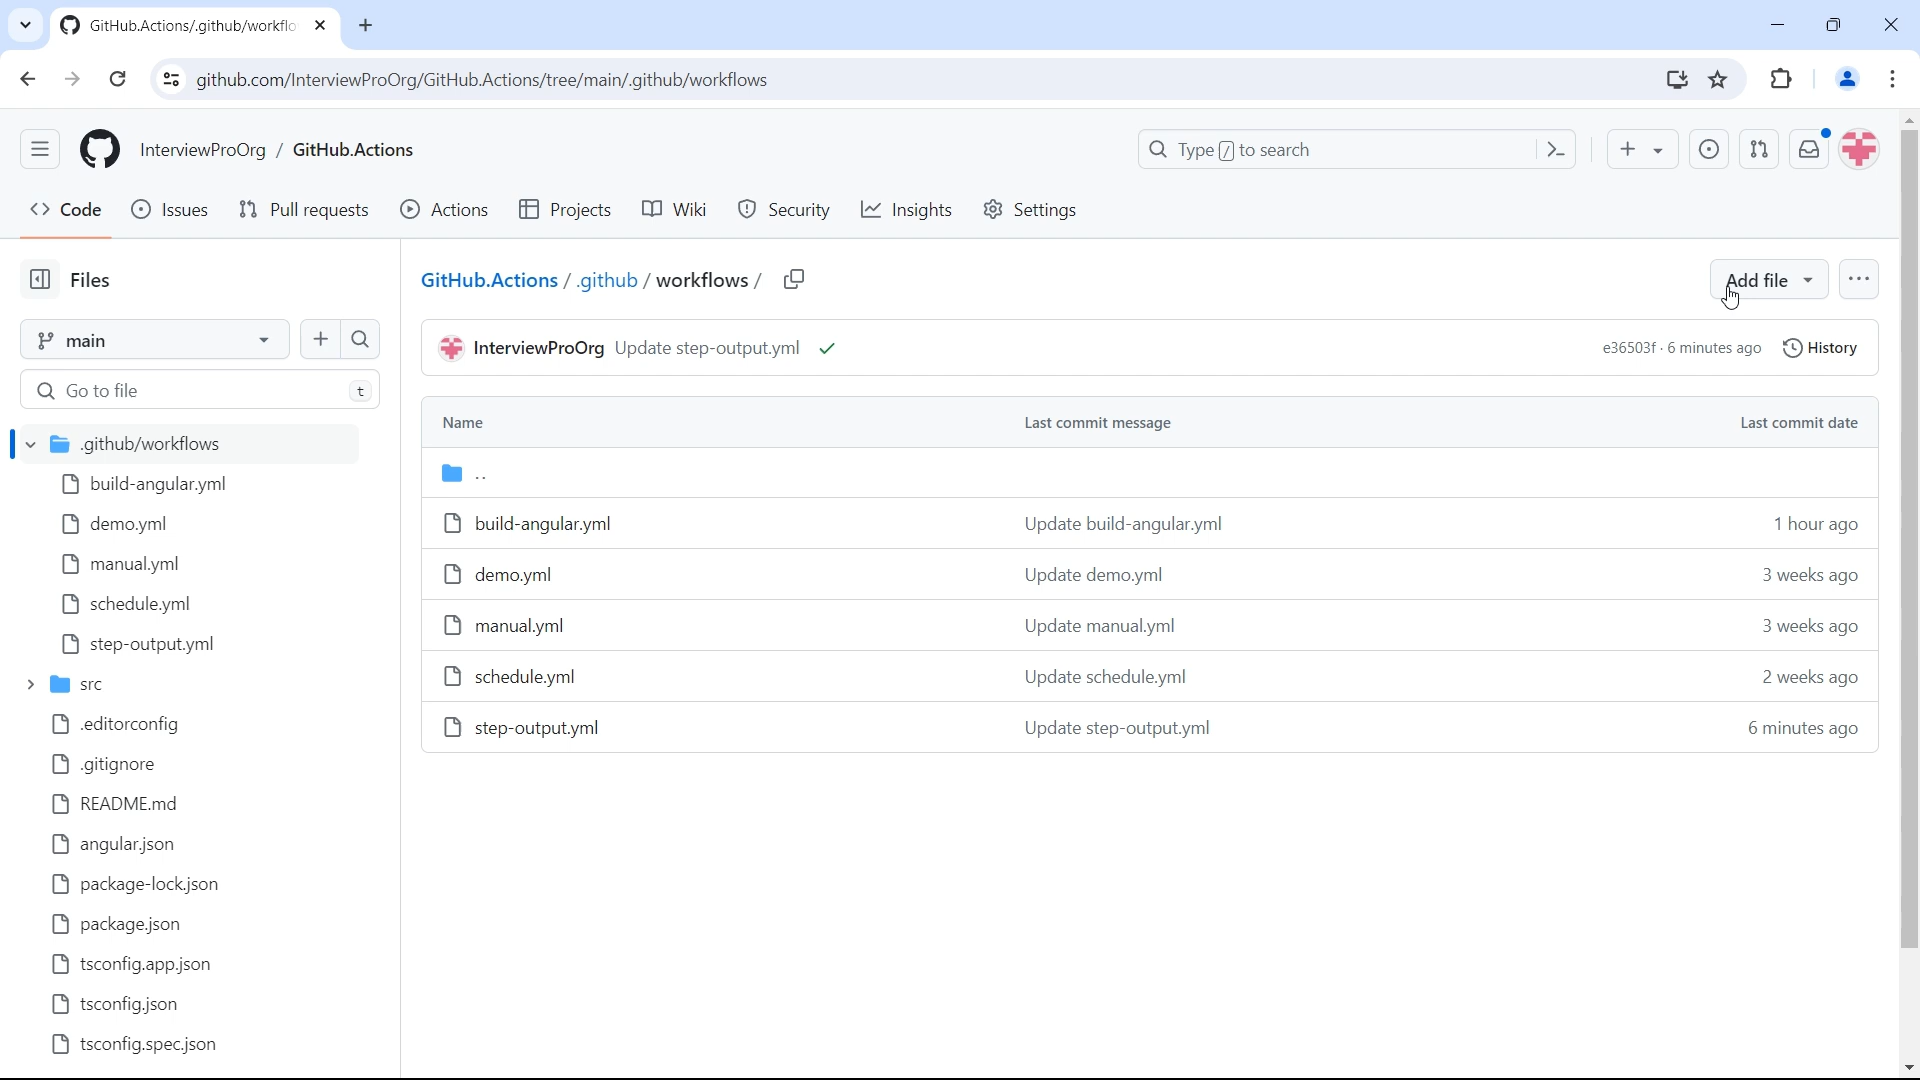 GitHub.Actions/.github/workflo
github.com/InterviewProOrg/GitHub.Actions/tree/main/.github/workflows
InterviewProOrg / GitHub.Actions
Type / to search
Code Issues Pull requests Actions Projects Wiki Security Insights Settings
Files
main
Go to file t
.github/workflows
build-angular.yml
demo.yml
manual.yml
schedule.yml
step-output.yml
src
.editorconfig
.gitignore
README.md
angular.json
package-lock.json
package.json
tsconfig.app.json
tsconfig.json
tsconfig.spec.json
GitHub.Actions / .github / workflows /
Add file
InterviewProOrg Update step-output.yml e36503f · 6 minutes ago History
Name Last commit message Last commit date
..
build-angular.yml Update build-angular.yml 1 hour ago
demo.yml Update demo.yml 3 weeks ago
manual.yml Update manual.yml 3 weeks ago
schedule.yml Update schedule.yml 2 weeks ago
step-output.yml Update step-output.yml 6 minutes ago